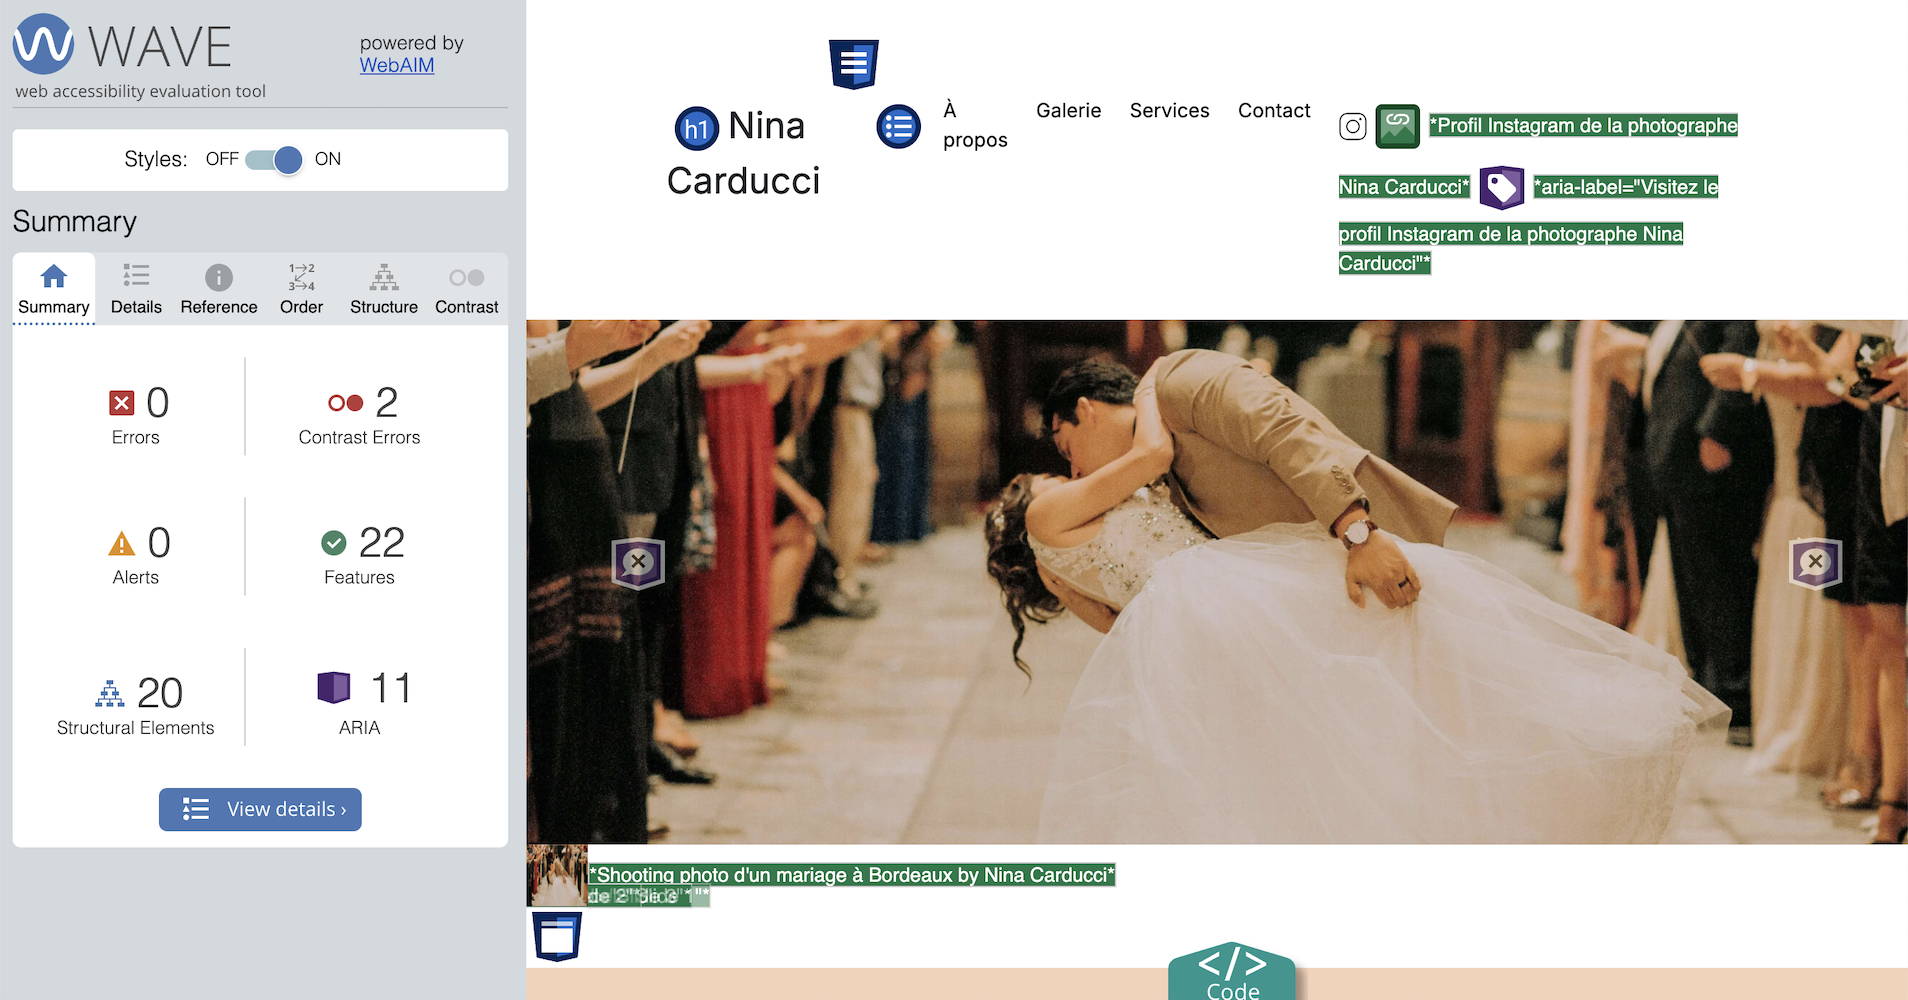 WAVE
powered by
WebAIM
web accessibility evaluation tool
Styles: OFF ON
Summary
Summary Details Reference Order Structure Contrast
0
Errors
2
Contrast Errors
0
Alerts
22
Features
20
Structural Elements
11
ARIA
View details ›
h1 Nina
Carducci
À
propos
Galerie
Services
Contact
*Profil Instagram de la photographe
Nina Carducci* *aria-label="Visitez le
profil Instagram de la photographe Nina
Carducci"*
*Shooting photo d'un mariage à Bordeaux by Nina Carducci*
</>
Code